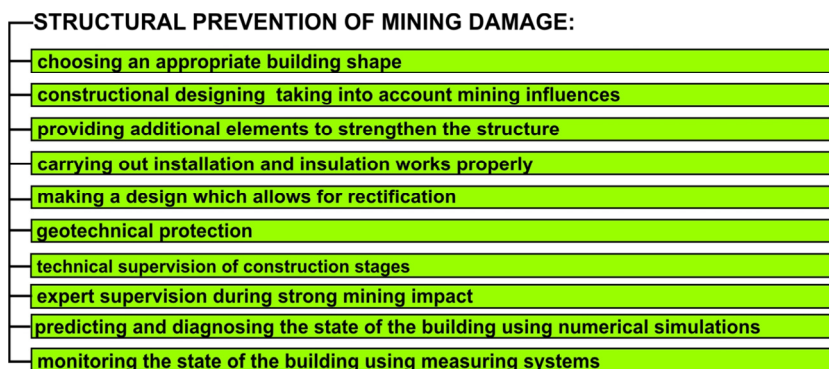 STRUCTURAL PREVENTION OF MINING DAMAGE:
choosing an appropriate building shape
constructional designing taking into account mining influences
providing additional elements to strengthen the structure
carrying out installation and insulation works properly
making a design which allows for rectification
geotechnical protection
technical supervision of construction stages
expert supervision during strong mining impact
predicting and diagnosing the state of the building using numerical simulations
monitoring the state of the building using measuring systems